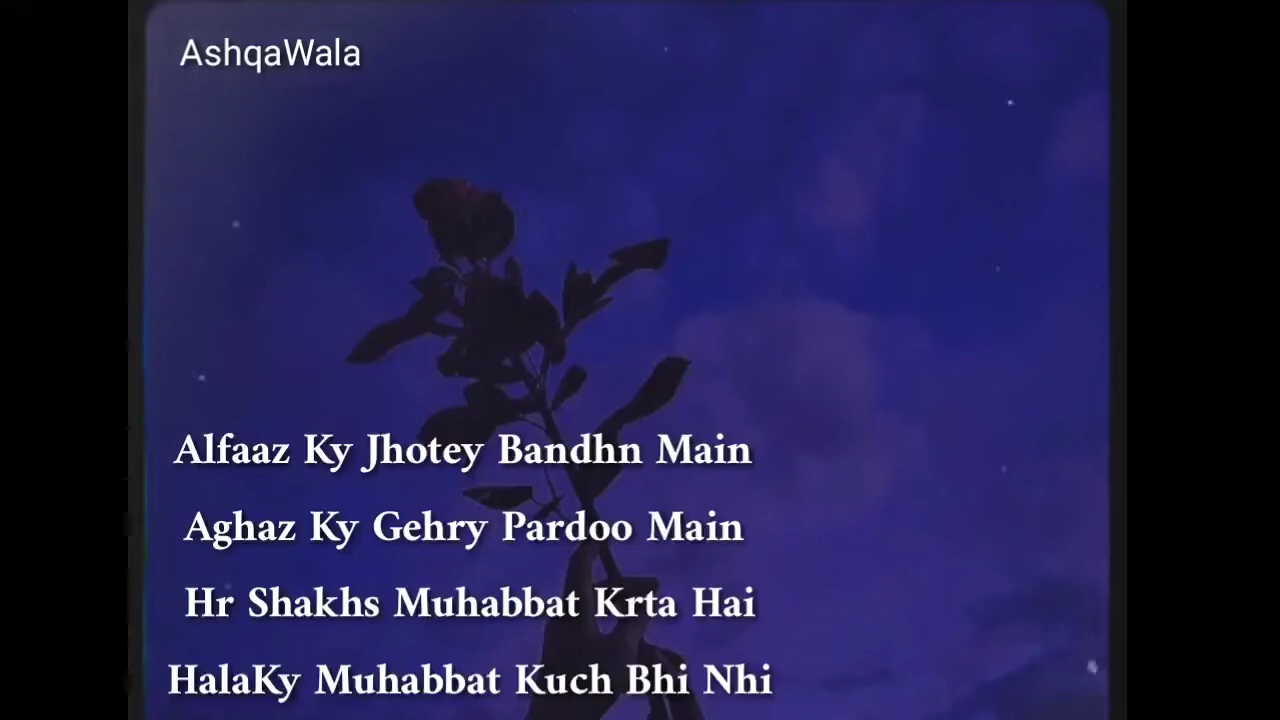 AshqaWala
Alfaaz Ky Jhotey Bandhn Main
Aghaz Ky Gehry Pardoo Main
Hr Shakhs Muhabbat Krta Hai
HalaKy Muhabbat Kuch Bhi Nhi